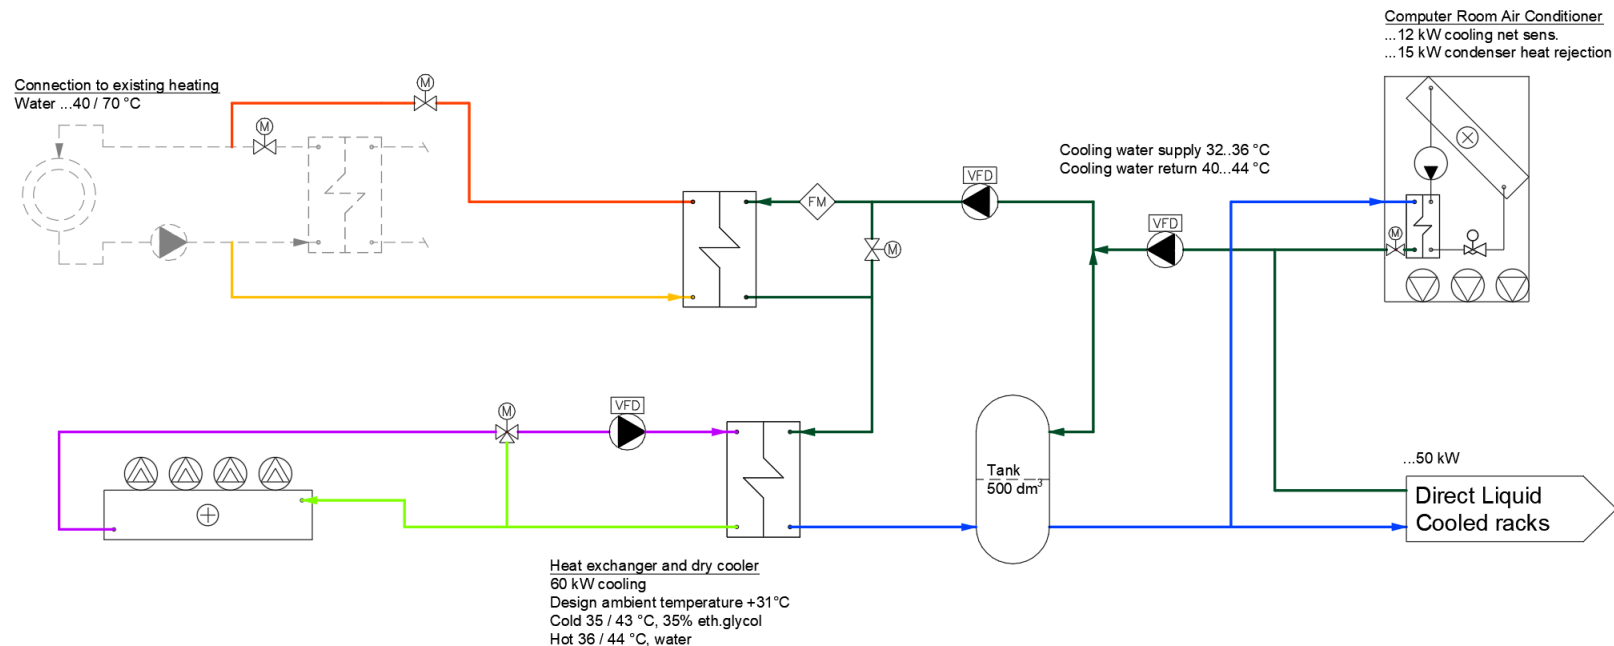 Computer Room Air Conditioner
...12 kW cooling net sens.
...15 kW condenser heat rejection
Connection to existing heating
Water ...40 / 70 °C
M
M
Cooling water supply 32..36 °C
Cooling water return 40...44 °C
VFD
FM
VFD
M
M
VFD
M
Tank
500 dm³
...50 kW
Direct Liquid
Cooled racks
Heat exchanger and dry cooler
60 kW cooling
Design ambient temperature +31°C
Cold 35 / 43 °C, 35% eth.glycol
Hot 36 / 44 °C, water